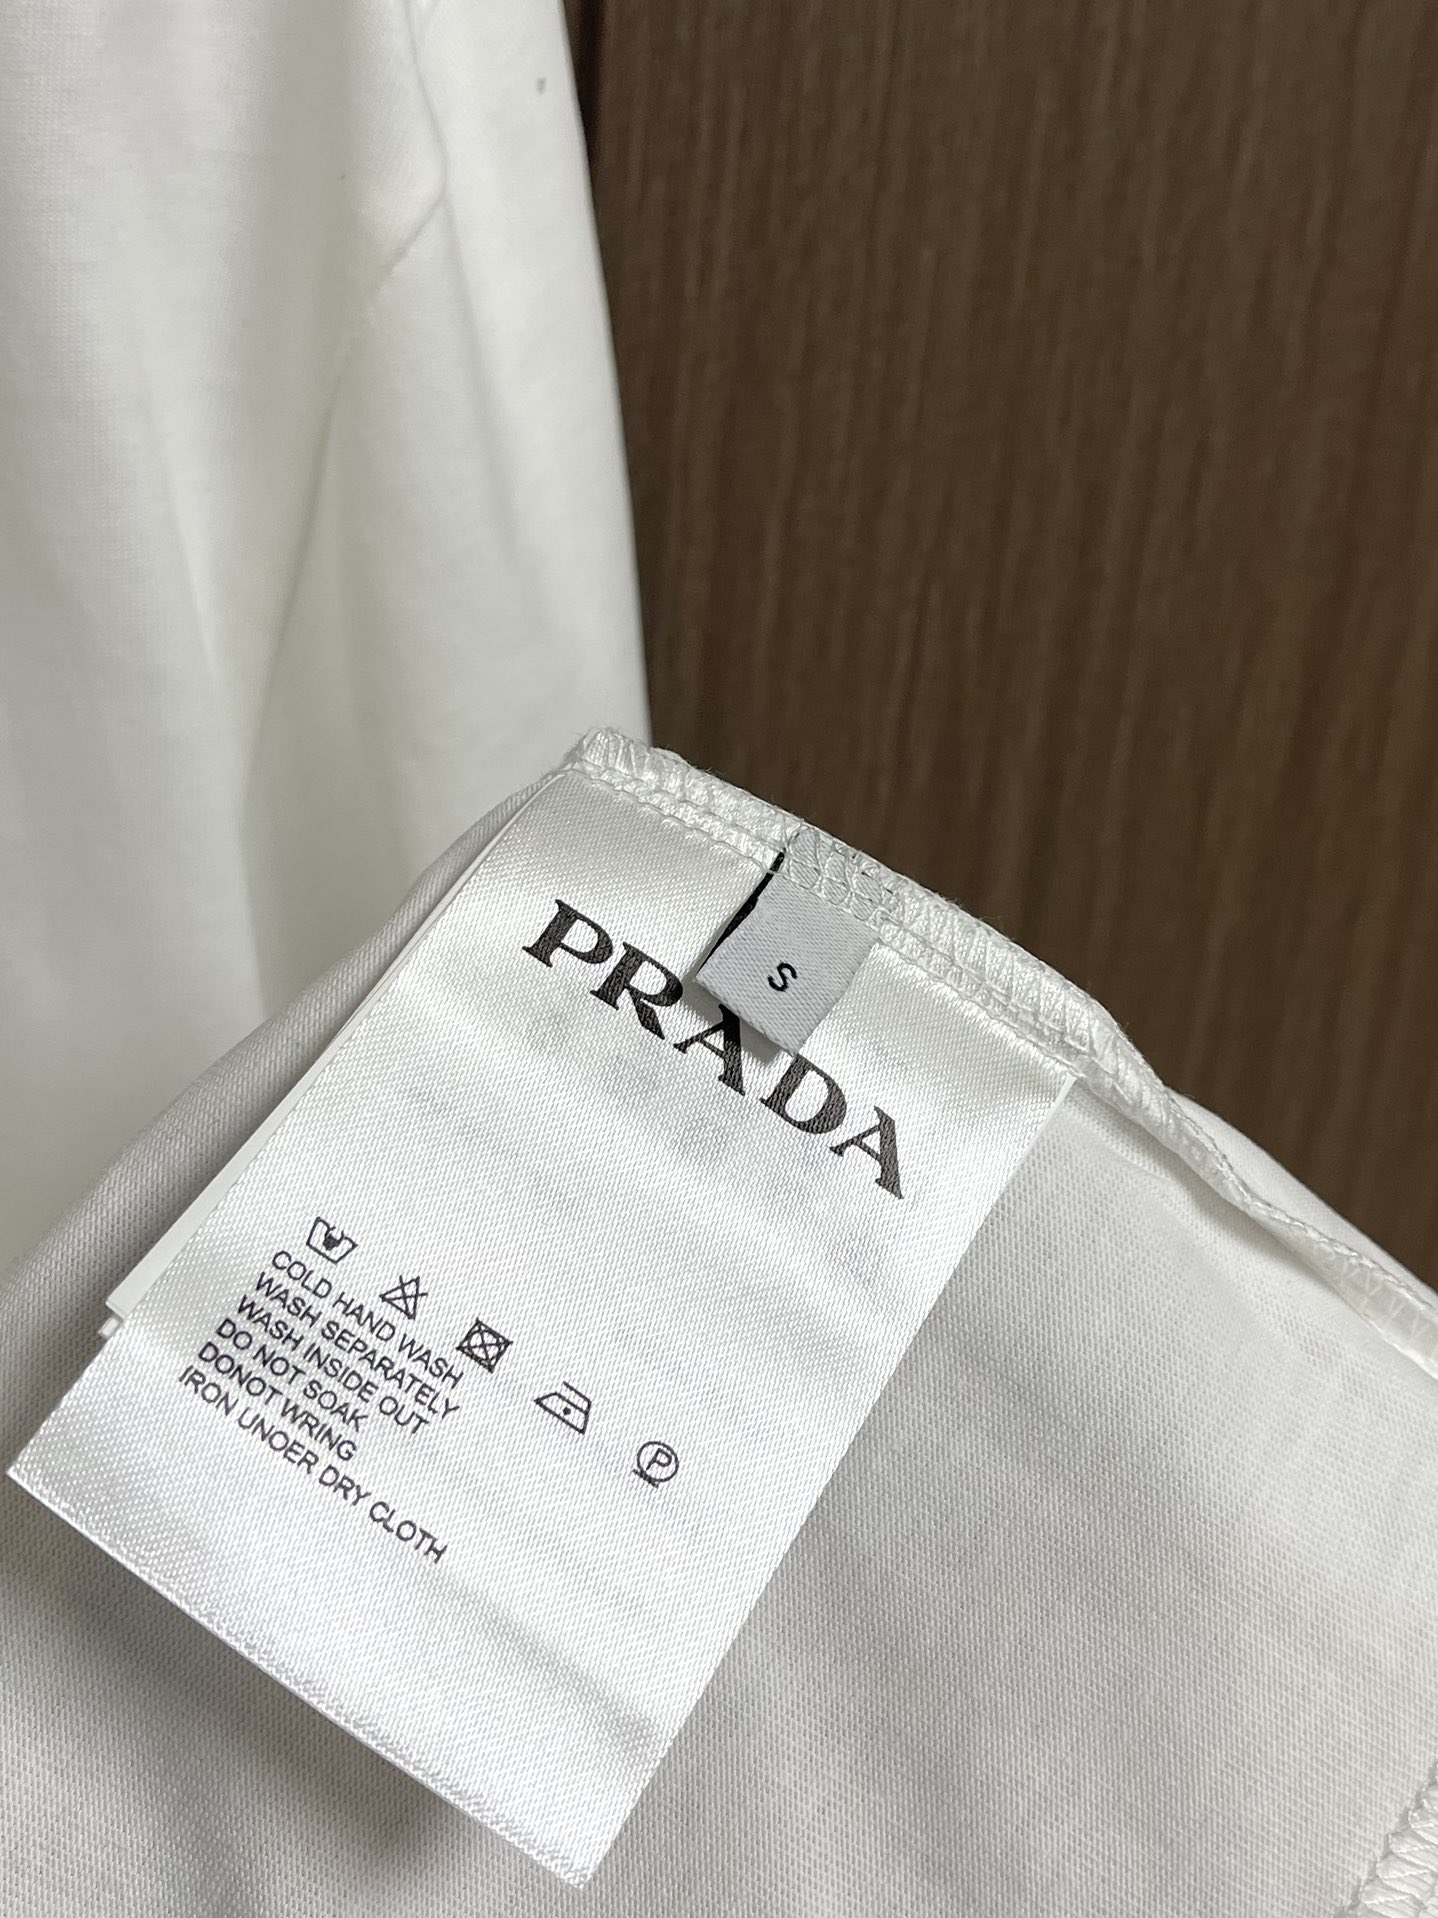 S
PRADA
COLD HAND WASH
WASH SEPARATELY
WASH INSIDE OUT
DO NOT SOAK
DONOT WRING
IRON UNOER DRY CLOTH
P